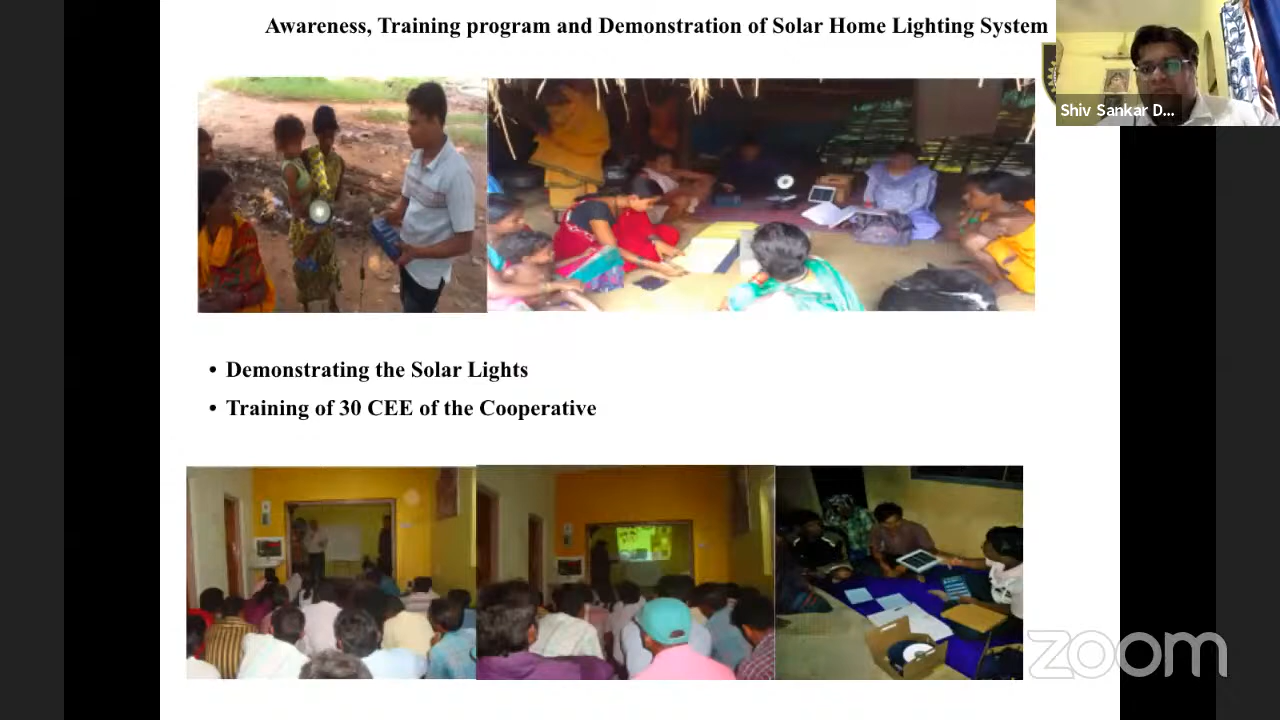 Awareness, Training program and Demonstration of Solar Home Lighting System
Shiv Sankar D...
• Demonstrating the Solar Lights
• Training of 30 CEE of the Cooperative
zoom